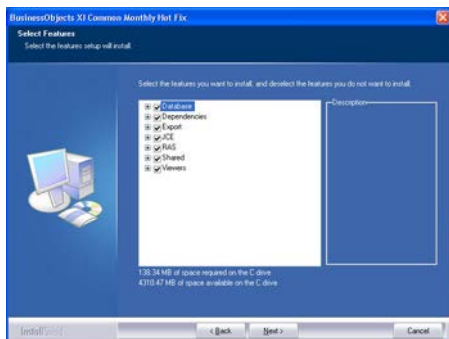 BusinessObjects XI Common Monthly Hot Fix
Select Features
Select the features setup will install.
Select the features you want to install, and deselect the features you do not want to install.
Database
Dependencies
Export
JCE
RAS
Shared
Viewers
Description
138.34 MB of space required on the C drive
4310.47 MB of space available on the C drive
InstallShield
< Back
Next >
Cancel